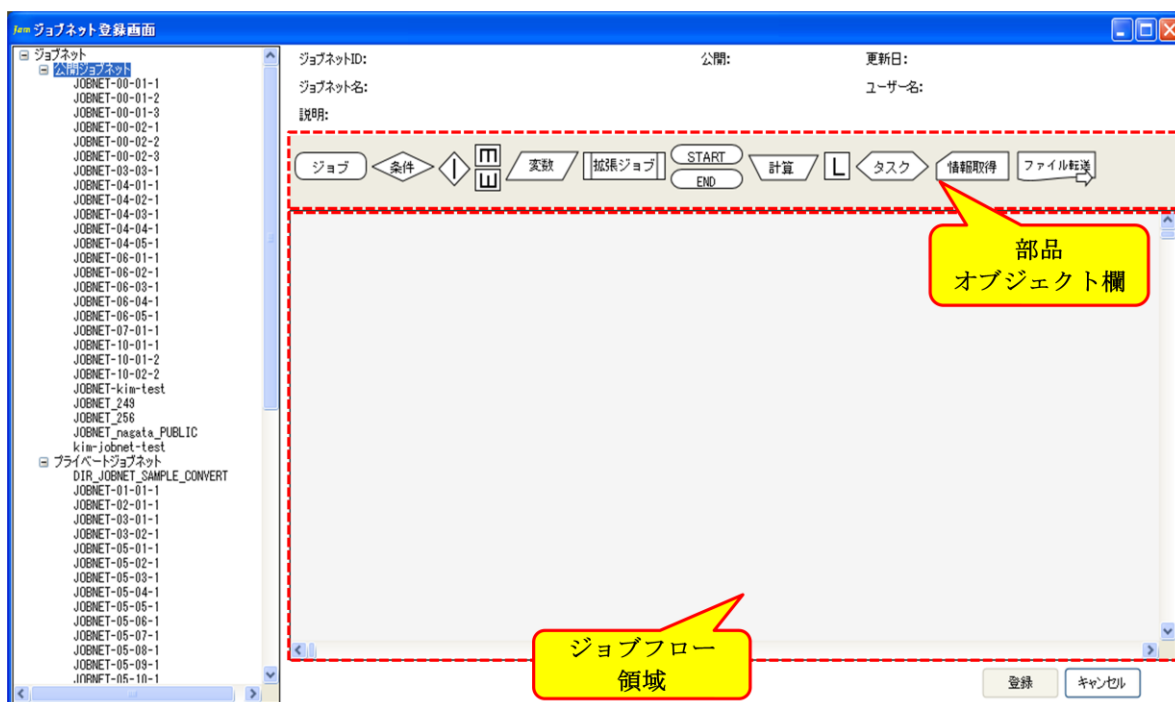 Jam ジョブネット登録画面
ジョブネット
公開ジョブネット
JOBNET-00-01-1
JOBNET-00-01-2
JOBNET-00-01-3
JOBNET-00-02-1
JOBNET-00-02-2
JOBNET-00-02-3
JOBNET-03-03-1
JOBNET-04-01-1
JOBNET-04-02-1
JOBNET-04-03-1
JOBNET-04-04-1
JOBNET-04-05-1
JOBNET-06-01-1
JOBNET-06-02-1
JOBNET-06-03-1
JOBNET-06-04-1
JOBNET-06-05-1
JOBNET-07-01-1
JOBNET-10-01-1
JOBNET-10-01-2
JOBNET-10-02-2
JOBNET-kim-test
JOBNET_249
JOBNET_256
JOBNET_nagata_PUBLIC
kim-jobnet-test
プライベートジョブネット
DIR_JOBNET_SAMPLE_CONVERT
JOBNET-01-01-1
JOBNET-02-01-1
JOBNET-03-01-1
JOBNET-03-02-1
JOBNET-05-01-1
JOBNET-05-02-1
JOBNET-05-03-1
JOBNET-05-04-1
JOBNET-05-05-1
JOBNET-05-06-1
JOBNET-05-07-1
JOBNET-05-08-1
JOBNET-05-09-1
JOBNET-05-10-1
ジョブネットID: 公開: 更新日:
ジョブネット名: ユーザー名:
説明:
ジョブ 条件 変数 拡張ジョブ START END 計算 L タスク 情報取得 ファイル転送
部品
オブジェクト欄
ジョブフロー
領域
登録 キャンセル